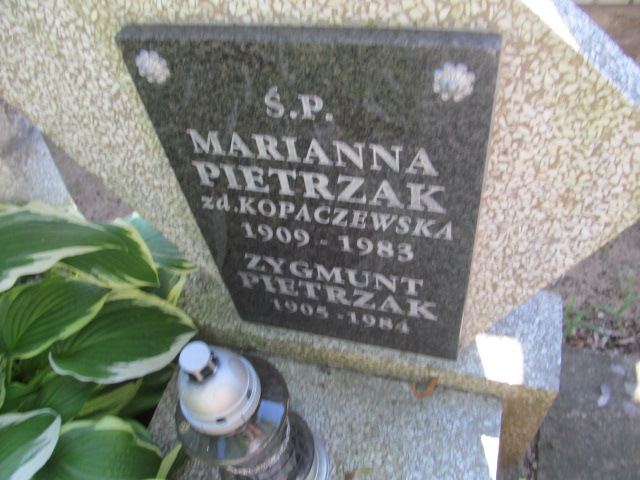 Ś.P.
MARIANNA
PIETRZAK
zd.KOPACZEWSKA
1909 - 1983
ZYGMUNT
PIETRZAK
1905 - 1984